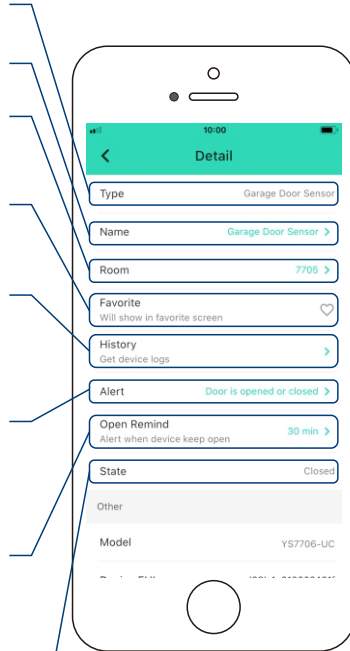 10:00
Detail
Type Garage Door Sensor
Name Garage Door Sensor >
Room 7705 >
Favorite
Will show in favorite screen
History
Get device logs
Alert Door is opened or closed >
Open Remind
Alert when device keep open
30 min >
State Closed
Other
Model YS7706-UC